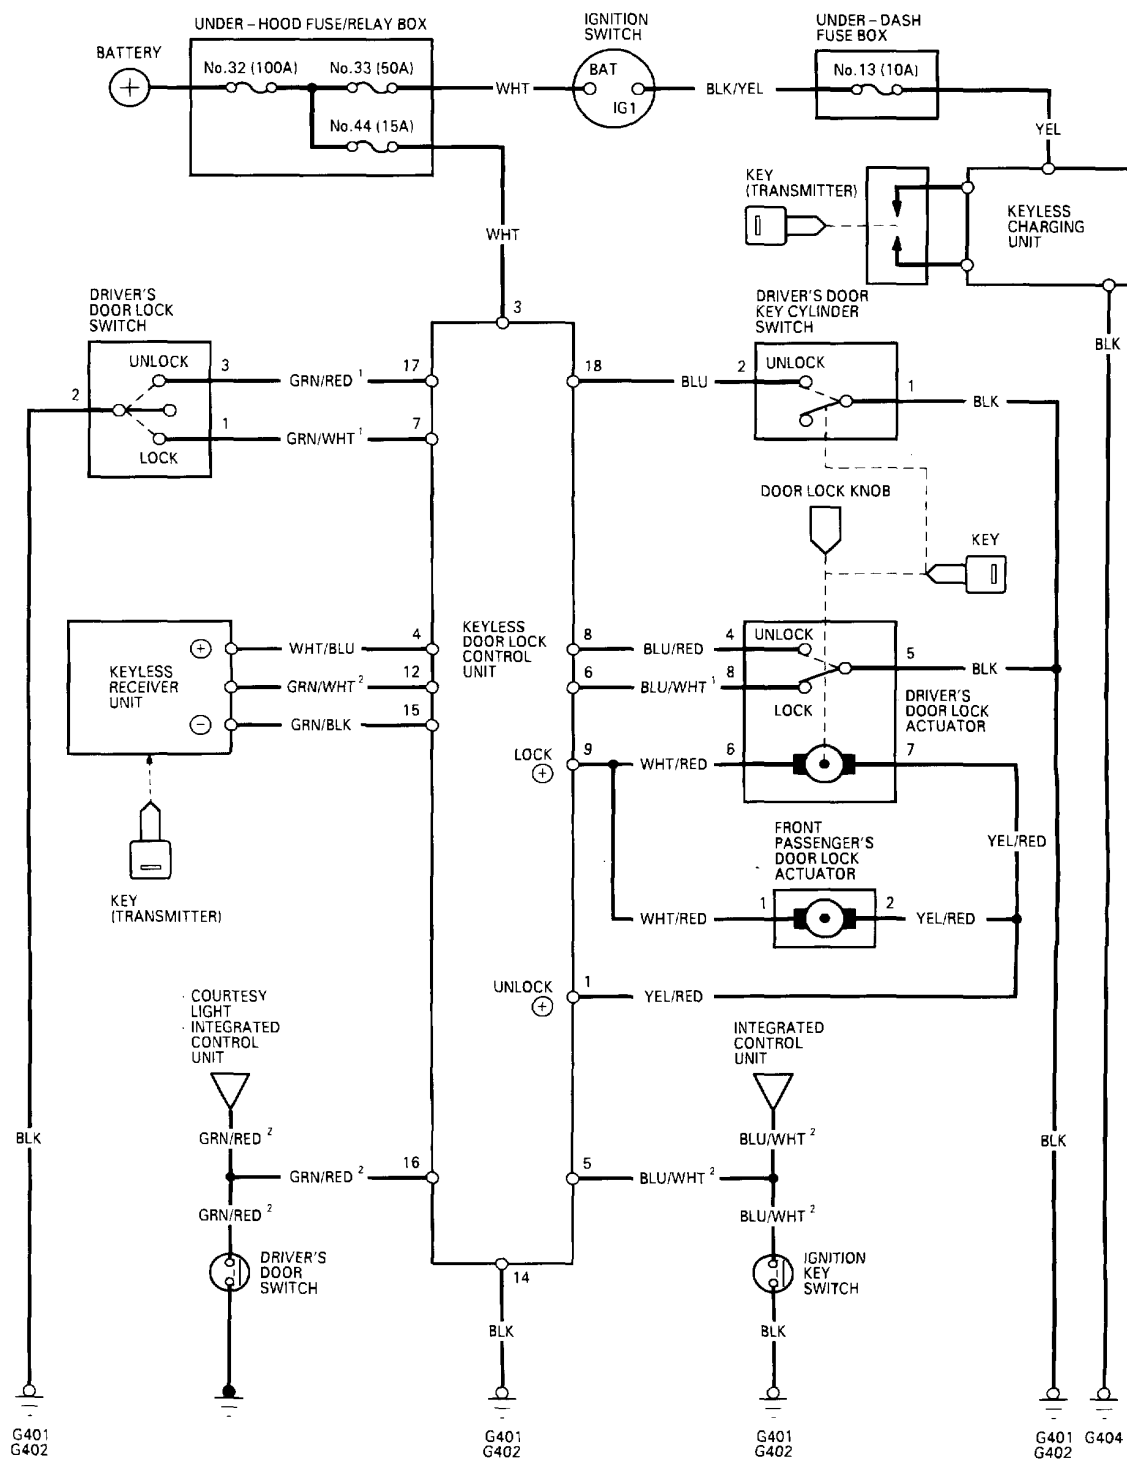 UNDER – HOOD FUSE/RELAY BOX
IGNITION
SWITCH
UNDER – DASH
FUSE BOX
BATTERY
+
No.32 (100A)
No.33 (50A)
No.44 (15A)
WHT
BAT
IG1
BLK/YEL
No.13 (10A)
YEL
WHT
KEY
(TRANSMITTER)
KEYLESS
CHARGING
UNIT
BLK
DRIVER'S
DOOR LOCK
SWITCH
UNLOCK
LOCK
2
3
GRN/RED 1
17
1
GRN/WHT 1
7
3
18
BLU
2
DRIVER'S DOOR
KEY CYLINDER
SWITCH
UNLOCK
1
BLK
DOOR LOCK KNOB
KEY
KEYLESS
RECEIVER
UNIT
+
−
WHT/BLU
4
GRN/WHT 2
12
GRN/BLK
15
KEYLESS
DOOR LOCK
CONTROL
UNIT
8
BLU/RED
4
UNLOCK
6
BLU/WHT 1
8
LOCK
5
BLK
DRIVER'S
DOOR LOCK
ACTUATOR
LOCK
+
9
WHT/RED
6
7
YEL/RED
KEY
(TRANSMITTER)
FRONT
PASSENGER'S
DOOR LOCK
ACTUATOR
WHT/RED
1
2
YEL/RED
UNLOCK
+
1
YEL/RED
· COURTESY
LIGHT
· INTEGRATED
CONTROL
UNIT
INTEGRATED
CONTROL
UNIT
BLK
GRN/RED 2
GRN/RED 2
16
GRN/RED 2
BLU/WHT 2
5
BLU/WHT 2
BLU/WHT 2
BLK
DRIVER'S
DOOR
SWITCH
14
BLK
IGNITION
KEY
SWITCH
BLK
G401
G402
G401
G402
G401
G402
G401
G402
G404